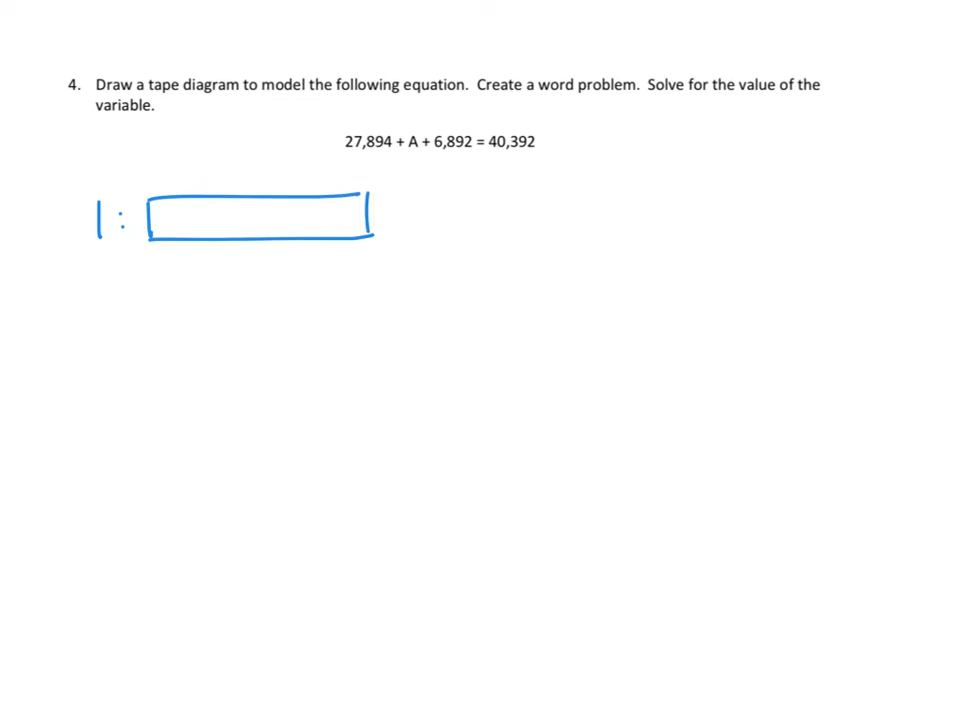 4. Draw a tape diagram to model the following equation. Create a word problem. Solve for the value of the
variable.
27,894 + A + 6,892 = 40,392
1 :